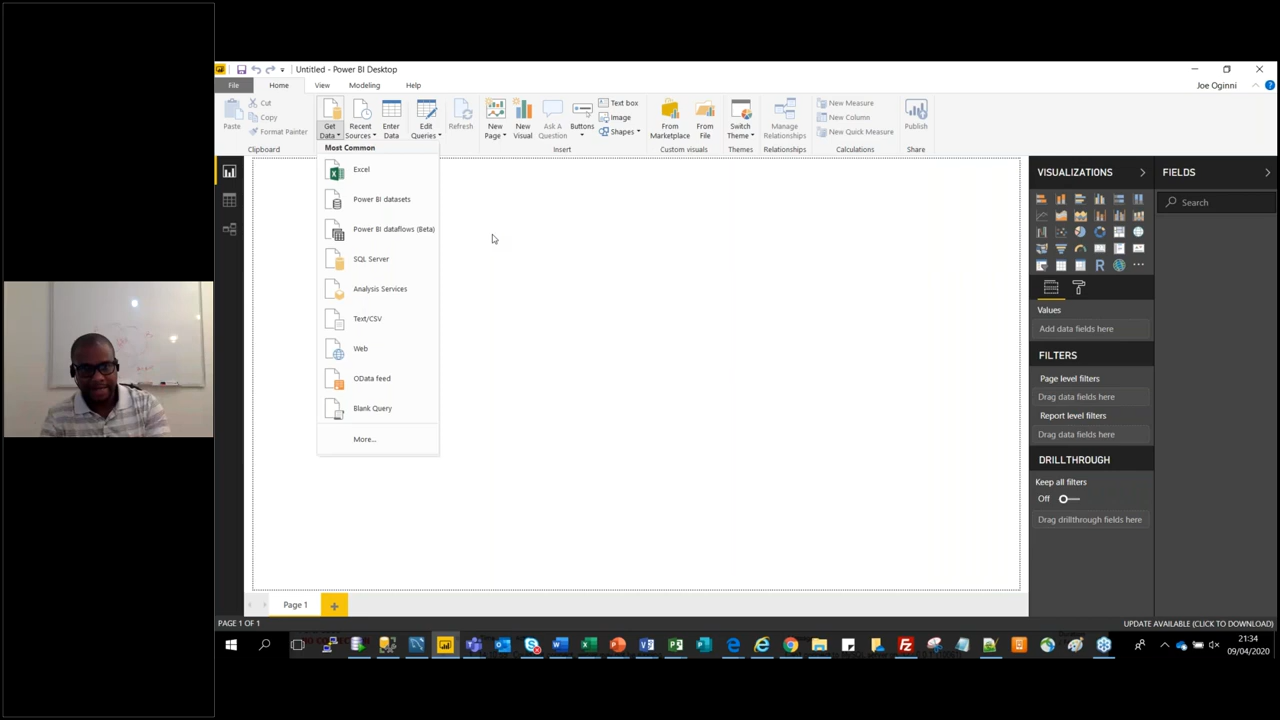 Untitled - Power BI Desktop
File Home View Modeling Help Joe Oginni
Paste
Cut
Copy
Format Painter
Clipboard
Get Data
Recent Sources
Enter Data
Edit Queries
Refresh
New Page
New Visual
Ask A Question
Buttons
Text box
Image
Shapes
Insert
From Marketplace
From File
Custom visuals
Switch Theme
Themes
Manage Relationships
Relationships
New Measure
New Column
New Quick Measure
Calculations
Publish
Share
Most Common
Excel
Power BI datasets
Power BI dataflows (Beta)
SQL Server
Analysis Services
Text/CSV
Web
OData feed
Blank Query
More...
VISUALIZATIONS
Values
Add data fields here
FILTERS
Page level filters
Drag data fields here
Report level filters
Drag data fields here
DRILLTHROUGH
Keep all filters
Off
Drag drillthrough fields here
FIELDS
Search
Page 1
PAGE 1 OF 1
UPDATE AVAILABLE (CLICK TO DOWNLOAD)
21:34
09/04/2020